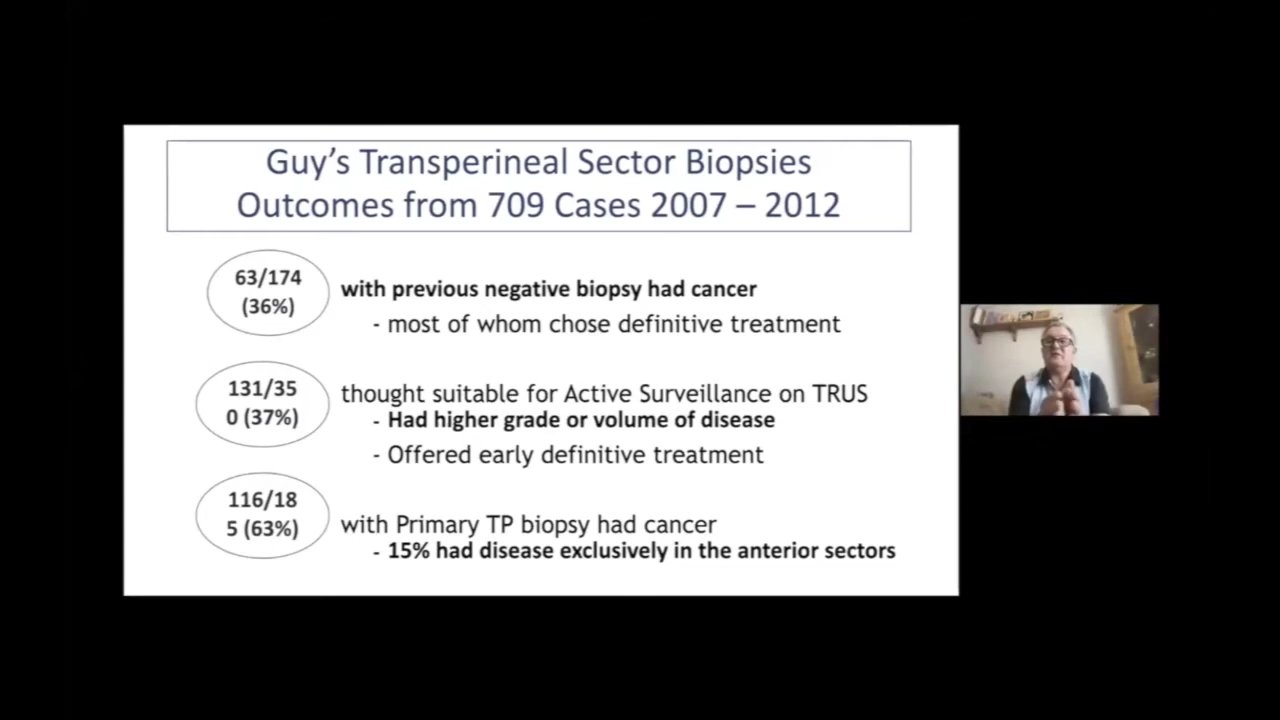 Guy's Transperineal Sector Biopsies
Outcomes from 709 Cases 2007 – 2012
63/174
(36%)
with previous negative biopsy had cancer
- most of whom chose definitive treatment
131/35
0 (37%)
thought suitable for Active Surveillance on TRUS
- Had higher grade or volume of disease
- Offered early definitive treatment
116/18
5 (63%)
with Primary TP biopsy had cancer
- 15% had disease exclusively in the anterior sectors